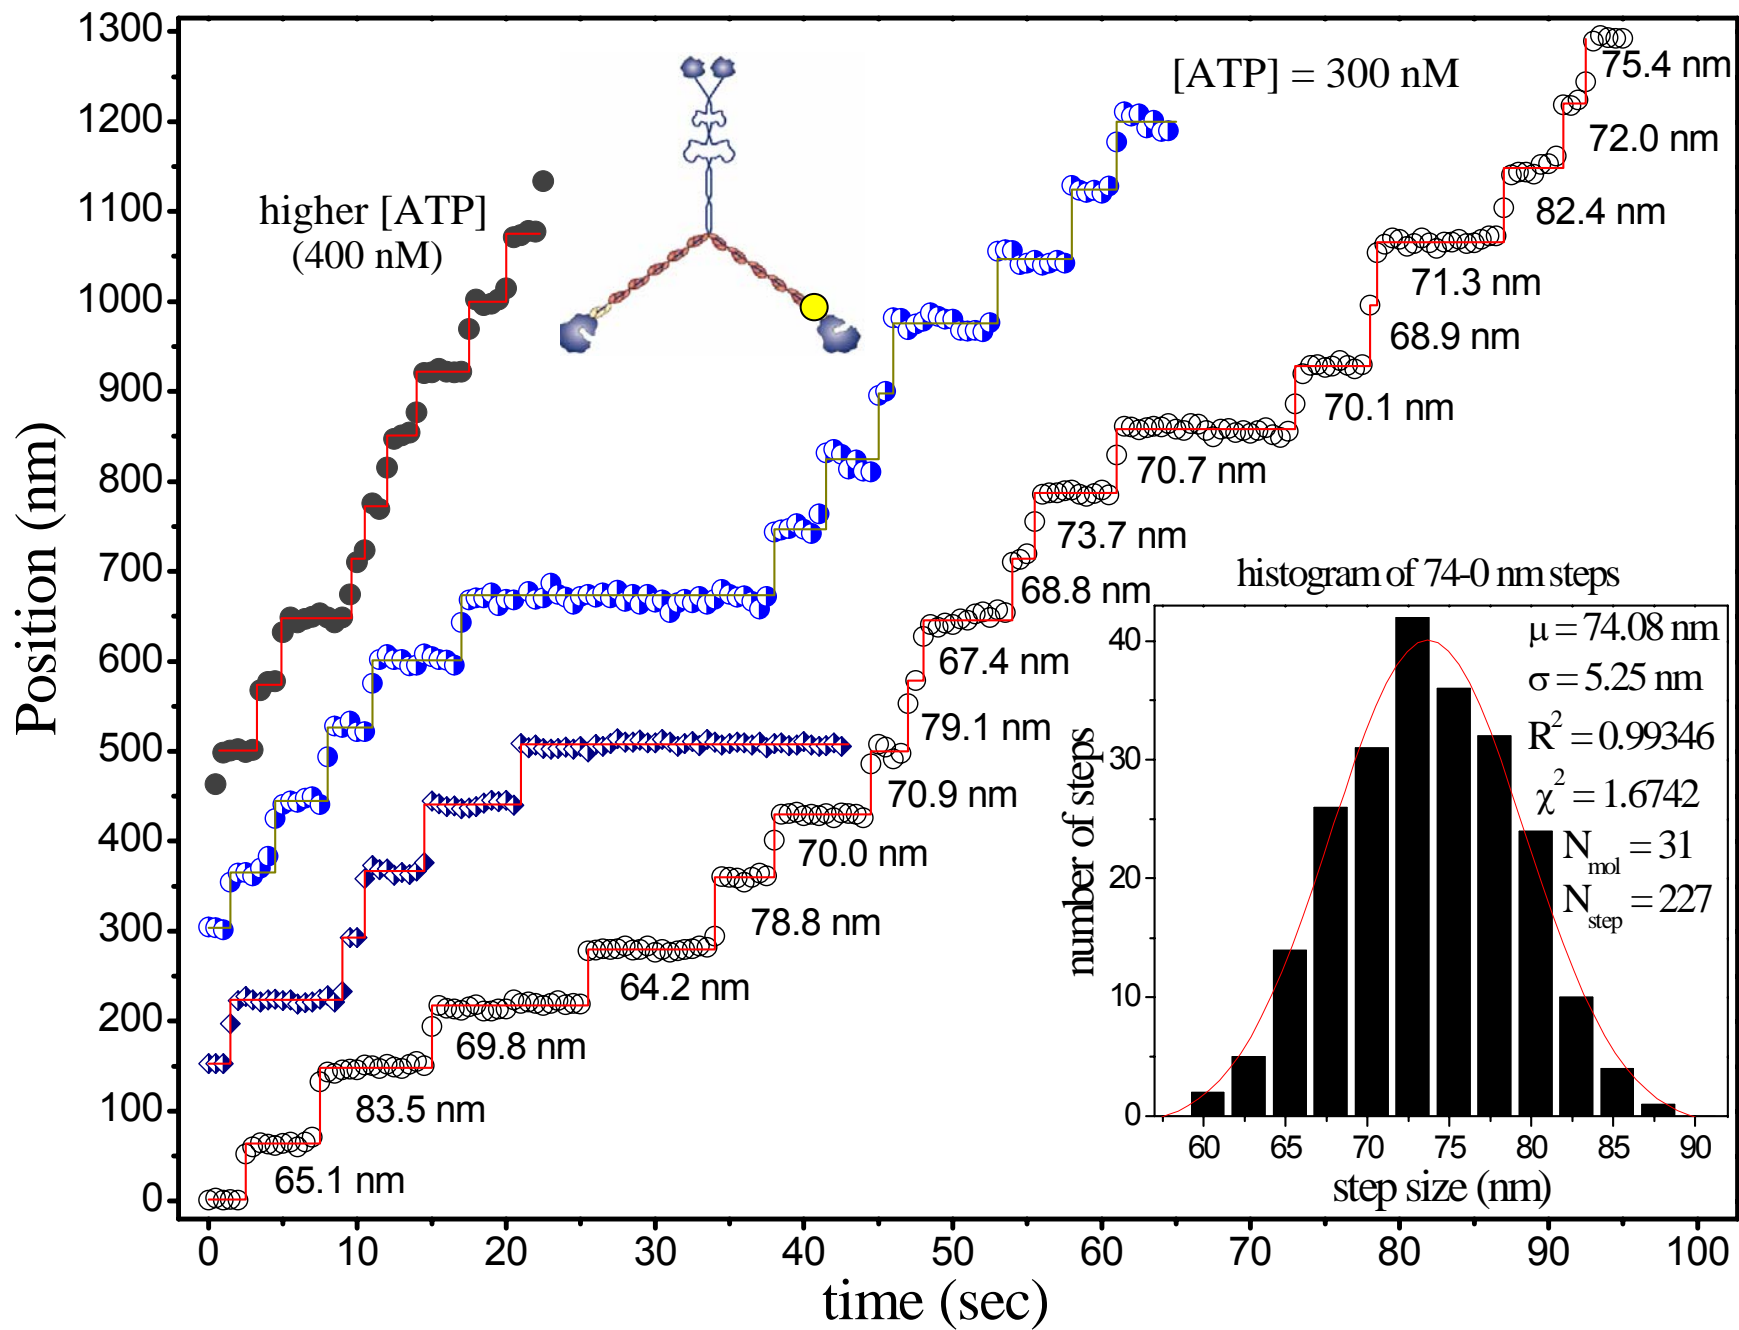 1300
1200
1100
1000
900
800
700
600
500
400
300
200
100
0
Position (nm)
0 10 20 30 40 50 60 70 80 90 100
time (sec)
higher [ATP]
(400 nM)
[ATP] = 300 nM
75.4 nm
72.0 nm
82.4 nm
71.3 nm
68.9 nm
70.1 nm
70.7 nm
73.7 nm
68.8 nm
67.4 nm
79.1 nm
70.9 nm
70.0 nm
78.8 nm
64.2 nm
69.8 nm
83.5 nm
65.1 nm
histogram of 74-0 nm steps
μ = 74.08 nm
σ = 5.25 nm
R² = 0.99346
χ² = 1.6742
N_mol = 31
N_step = 227
40
30
20
10
0
number of steps
60 65 70 75 80 85 90
step size (nm)